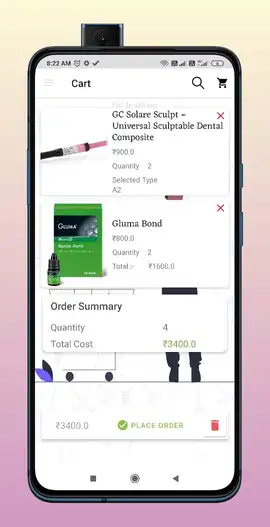 8:22 AM
Cart
GC Solare Sculpt –
Universal Sculptable Dental
Composite
₹900.0
Quantity 2
Selected Type
A2
GLUMA
Gluma Bond
₹800.0
Quantity 2
Total :- ₹1600.0
Order Summary
Quantity 4
Total Cost ₹3400.0
₹3400.0 PLACE ORDER